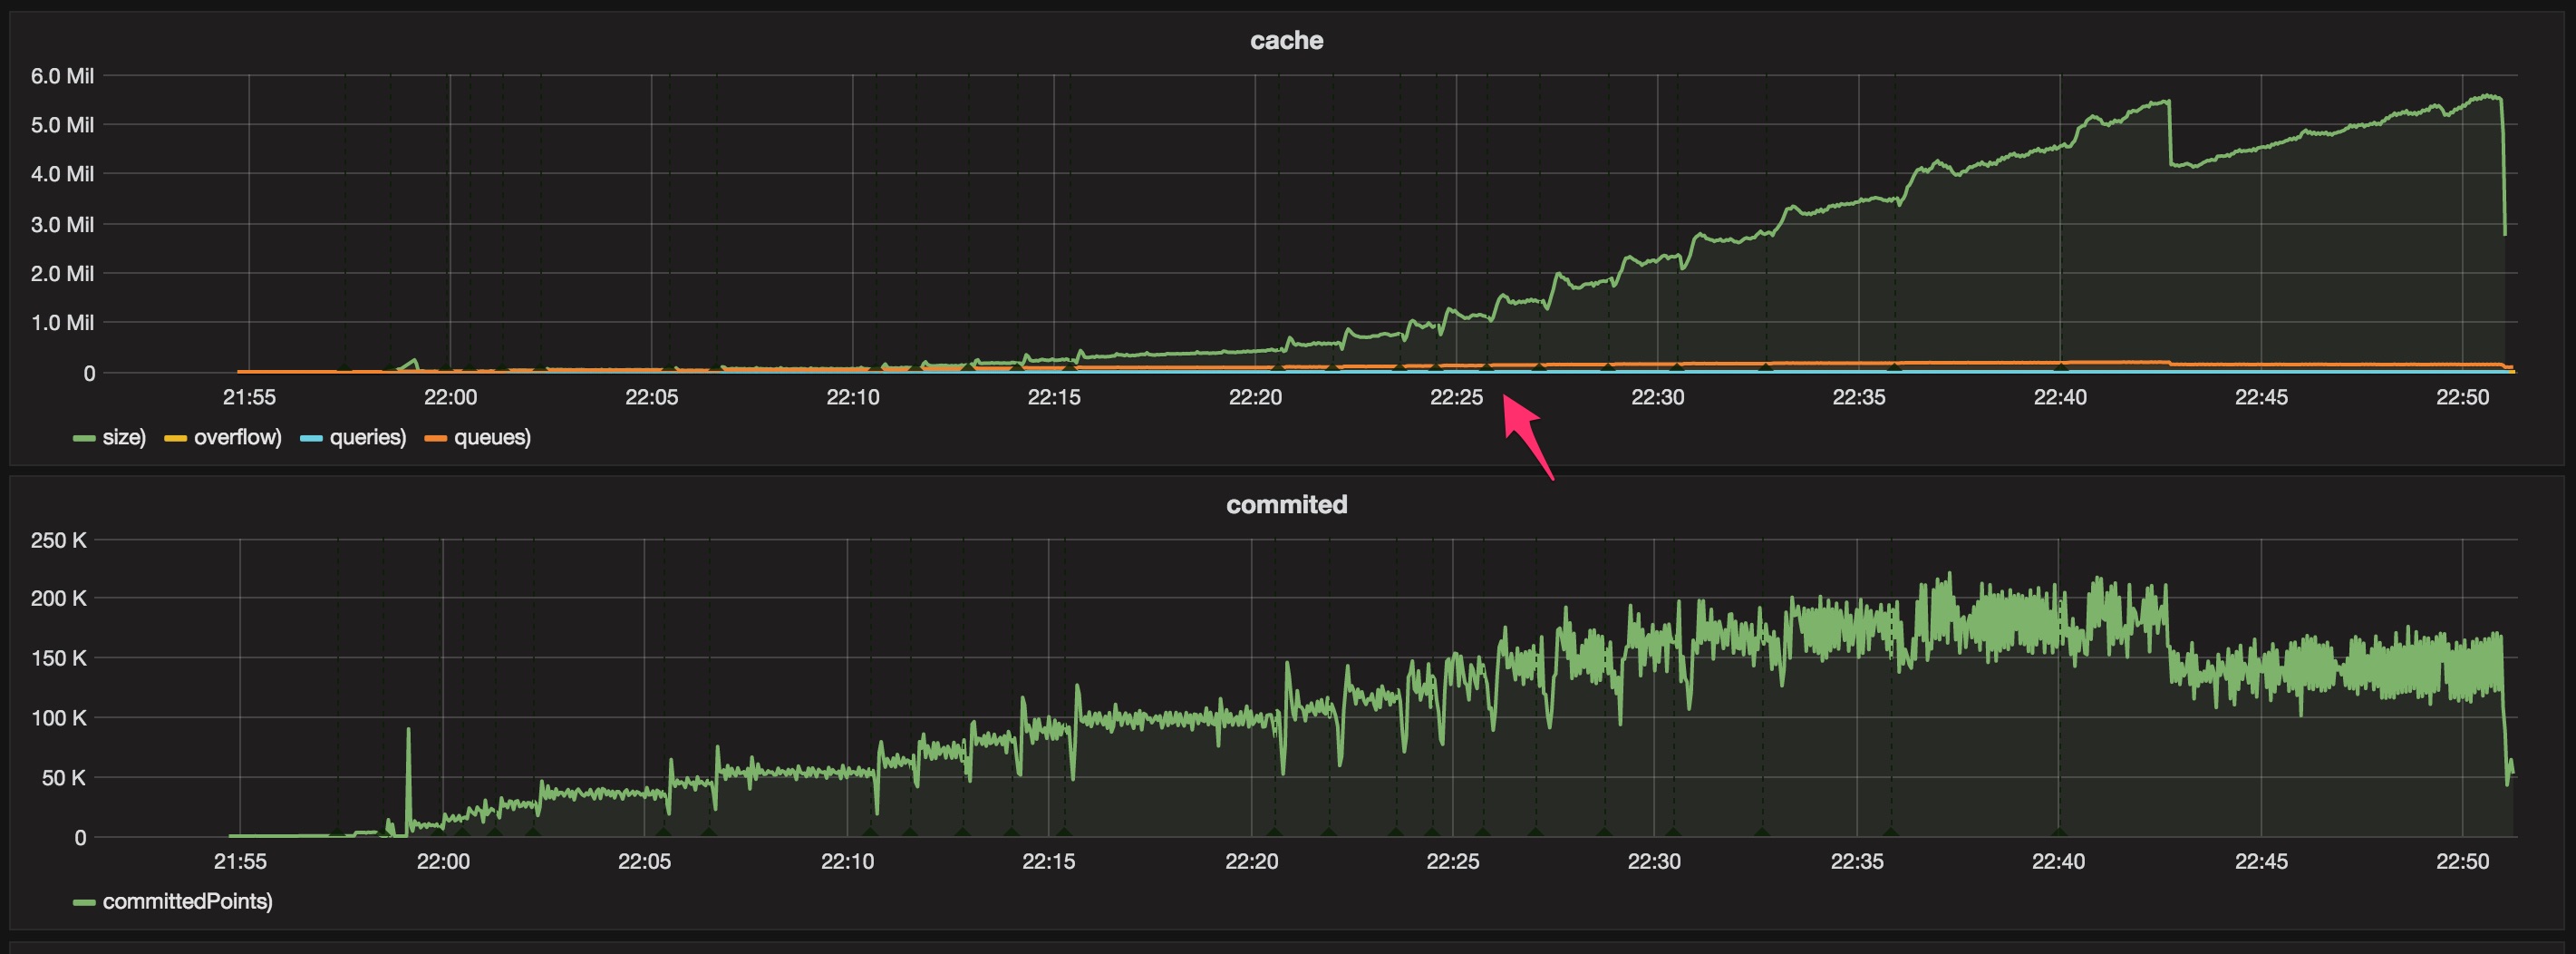 cache
6.0 Mil
5.0 Mil
4.0 Mil
3.0 Mil
2.0 Mil
1.0 Mil
0
21:55 22:00 22:05 22:10 22:15 22:20 22:25 22:30 22:35 22:40 22:45 22:50
size) overflow) queries) queues)
commited
250 K
200 K
150 K
100 K
50 K
0
21:55 22:00 22:05 22:10 22:15 22:20 22:25 22:30 22:35 22:40 22:45 22:50
committedPoints)